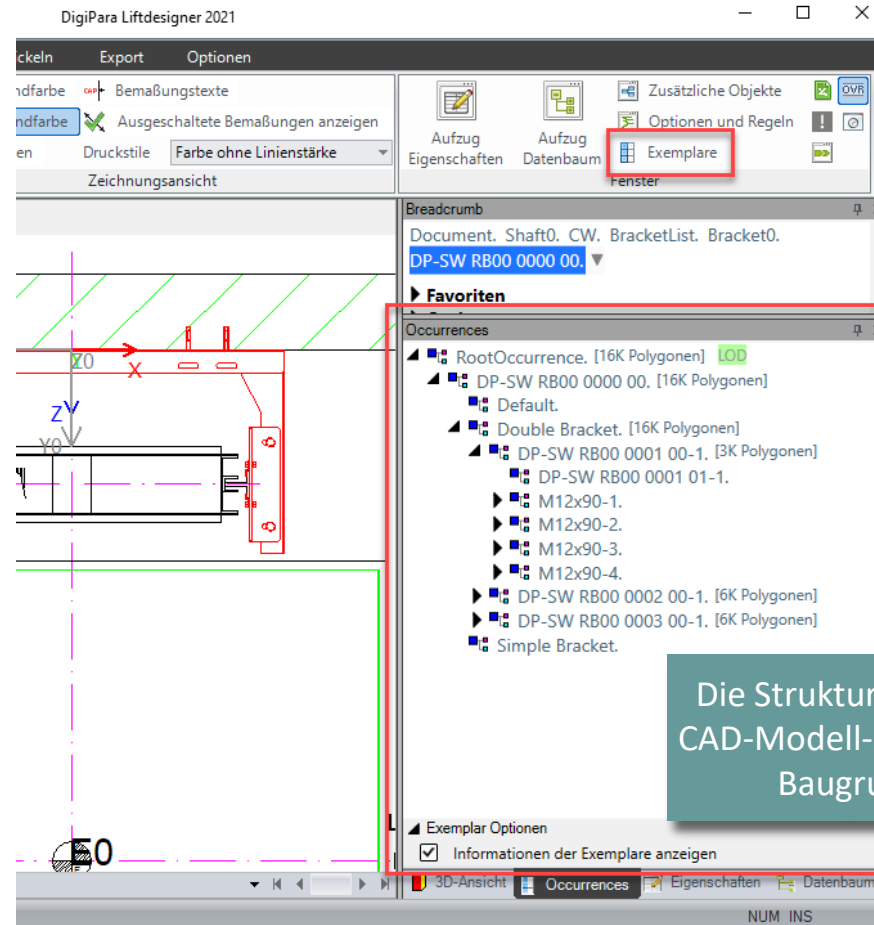 DigiPara Liftdesigner 2021
ckeln Export Optionen
ndfarbe CAP Bemaßungstexte
ndfarbe Ausgeschaltete Bemaßungen anzeigen
en Druckstile Farbe ohne Linienstärke
Zeichnungsansicht
Aufzug Eigenschaften
Aufzug Datenbaum
Zusätzliche Objekte
OVR
Optionen und Regeln
Exemplare
Fenster
Breadcrumb
Document. Shaft0. CW. BracketList. Bracket0.
DP-SW RB00 0000 00.
Favoriten
Occurrences
RootOccurrence. [16K Polygonen] LOD
DP-SW RB00 0000 00. [16K Polygonen]
Default.
Double Bracket. [16K Polygonen]
DP-SW RB00 0001 00-1. [3K Polygonen]
DP-SW RB00 0001 01-1.
M12x90-1.
M12x90-2.
M12x90-3.
M12x90-4.
DP-SW RB00 0002 00-1. [6K Polygonen]
DP-SW RB00 0003 00-1. [6K Polygonen]
Simple Bracket.
Die Struktur
CAD-Modell-
Baugru
Exemplar Optionen
Informationen der Exemplare anzeigen
3D-Ansicht Occurrences Eigenschaften Datenbaum
NUM INS
X
Z
Y0
E0
L